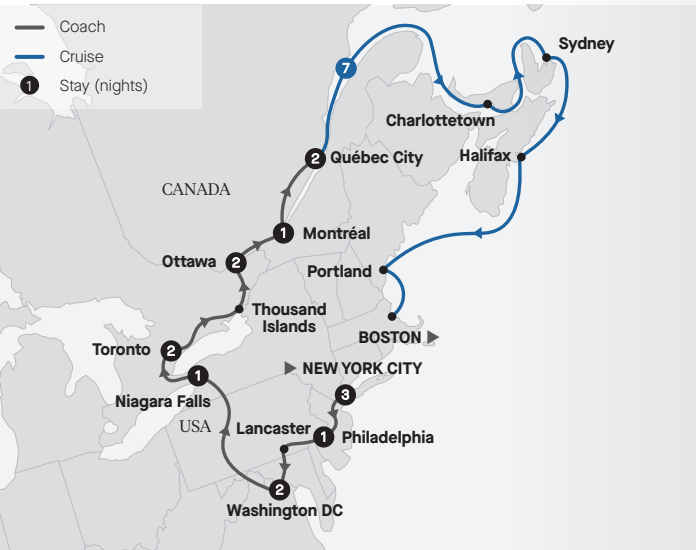 Coach
Cruise
1 Stay (nights)
Sydney
7
Charlottetown
Halifax
2 Québec City
CANADA
1 Montréal
Ottawa 2
Portland
Thousand
Islands
BOSTON
Toronto 2
NEW YORK CITY
1
Niagara Falls
3
USA
Lancaster
1 Philadelphia
2
Washington DC